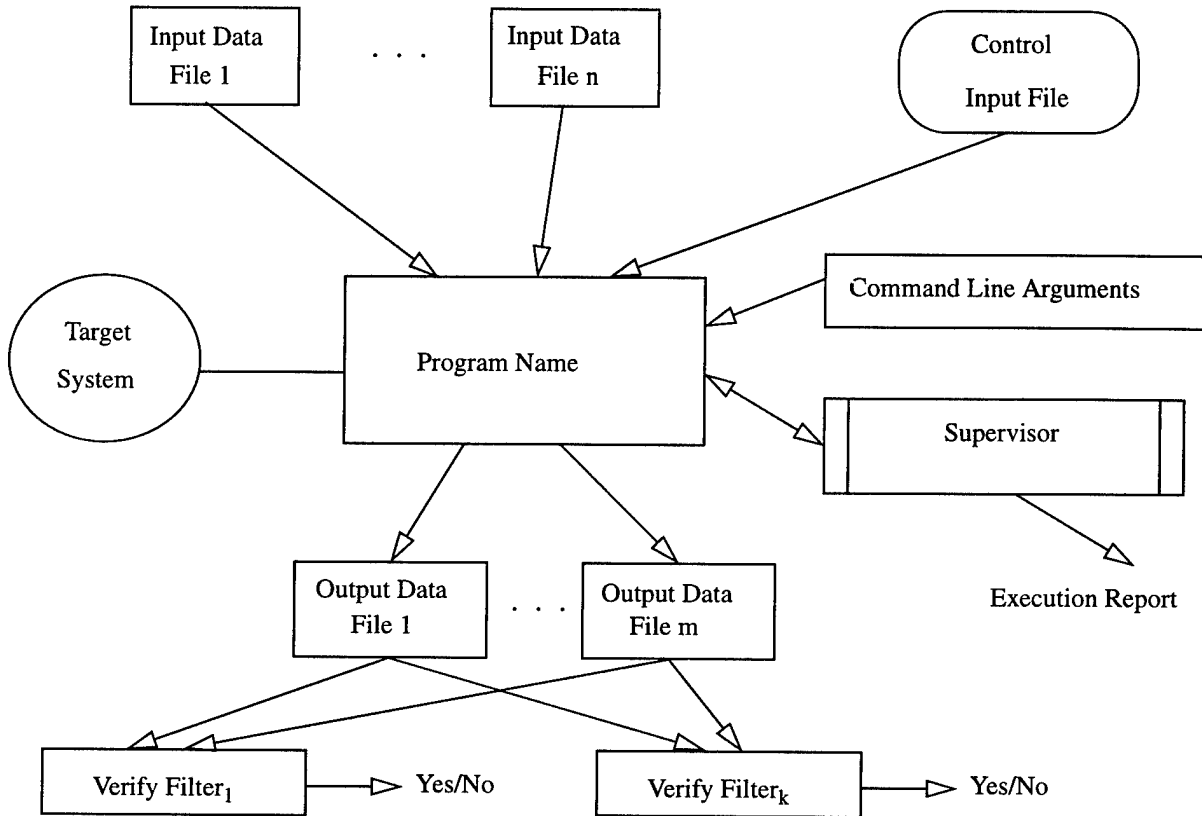 Input Data
File 1
. . .
Input Data
File n
Control
Input File
Command Line Arguments
Target
System
Program Name
Supervisor
Execution Report
Output Data
File 1
. . .
Output Data
File m
Verify Filter1
Yes/No
Verify Filterk
Yes/No